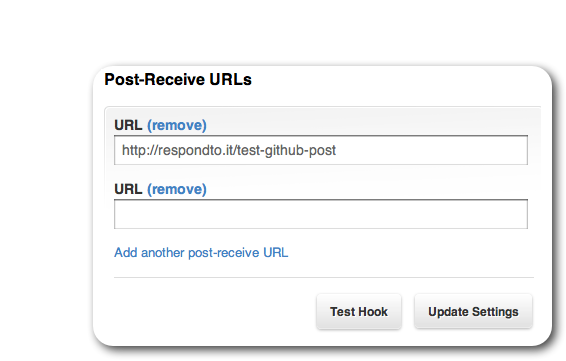 Post-Receive URLs
URL (remove)
http://respondto.it/test-github-post
URL (remove)
Add another post-receive URL
Test Hook Update Settings